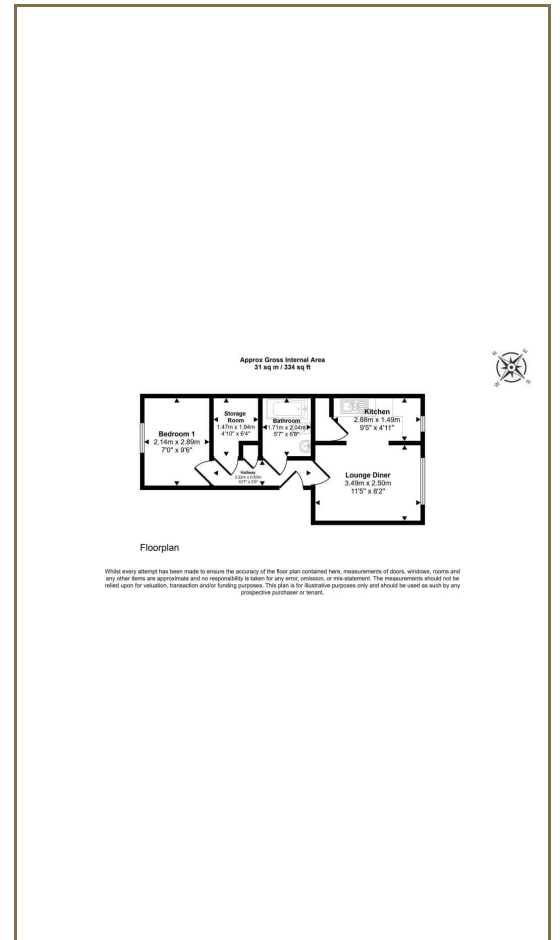 Approx Gross Internal Area
31 sq m / 334 sq ft
N
E
W
S
Bedroom 1
2.14m x 2.89m
7'0" x 9'6"
Storage
Room
1.47m x 1.94m
4'10" x 6'4"
Bathroom
1.71m x 2.04m
5'7" x 6'8"
Kitchen
2.88m x 1.49m
9'5" x 4'11"
Hallway
Lounge Diner
3.49m x 2.50m
11'5" x 8'2"
Floorplan
Whilst every attempt has been made to ensure the accuracy of the floor plan contained here, measurements of doors, windows, rooms and
any other items are approximate and no responsibility is taken for any error, omission, or mis-statement. The measurements should not be
relied upon for valuation, transaction and/or funding purposes. This plan is for illustrative purposes only and should be used as such by any
prospective purchaser or tenant.